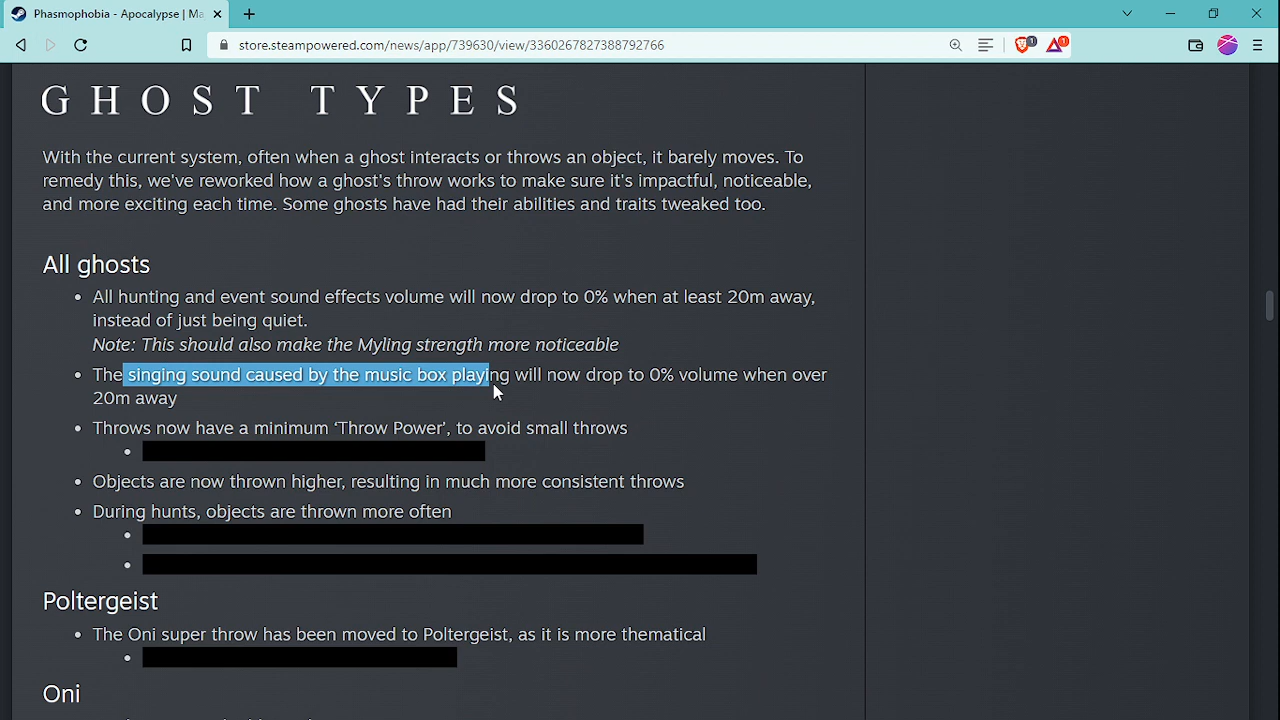 Phasmophobia - Apocalypse | Ma
store.steampowered.com/news/app/739630/view/3360267827388792766
1
1
GHOST TYPES
With the current system, often when a ghost interacts or throws an object, it barely moves. To
remedy this, we've reworked how a ghost's throw works to make sure it's impactful, noticeable,
and more exciting each time. Some ghosts have had their abilities and traits tweaked too.
All ghosts
• All hunting and event sound effects volume will now drop to 0% when at least 20m away,
instead of just being quiet.
Note: This should also make the Myling strength more noticeable
• The singing sound caused by the music box playing will now drop to 0% volume when over
20m away
• Throws now have a minimum ‘Throw Power’, to avoid small throws
• Objects are now thrown higher, resulting in much more consistent throws
• During hunts, objects are thrown more often
Poltergeist
• The Oni super throw has been moved to Poltergeist, as it is more thematical
Oni